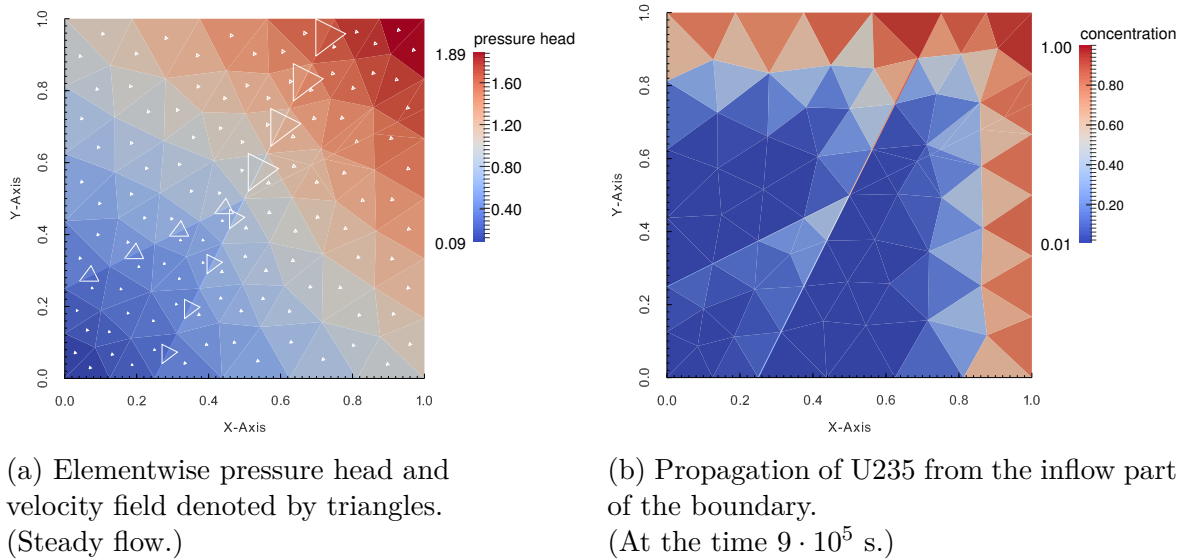 1.0
0.8
0.6
0.4
0.2
0.0
Y-Axis
0.0 0.2 0.4 0.6 0.8 1.0
X-Axis
pressure head
1.89
1.60
1.20
0.80
0.40
0.09
1.0
0.8
0.6
0.4
0.2
0.0
Y-Axis
0.0 0.2 0.4 0.6 0.8 1.0
X-Axis
concentration
1.00
0.80
0.60
0.40
0.20
0.01
(a) Elementwise pressure head and
velocity field denoted by triangles.
(Steady flow.)
(b) Propagation of U235 from the inflow part
of the boundary.
(At the time 9 · 10⁵ s.)